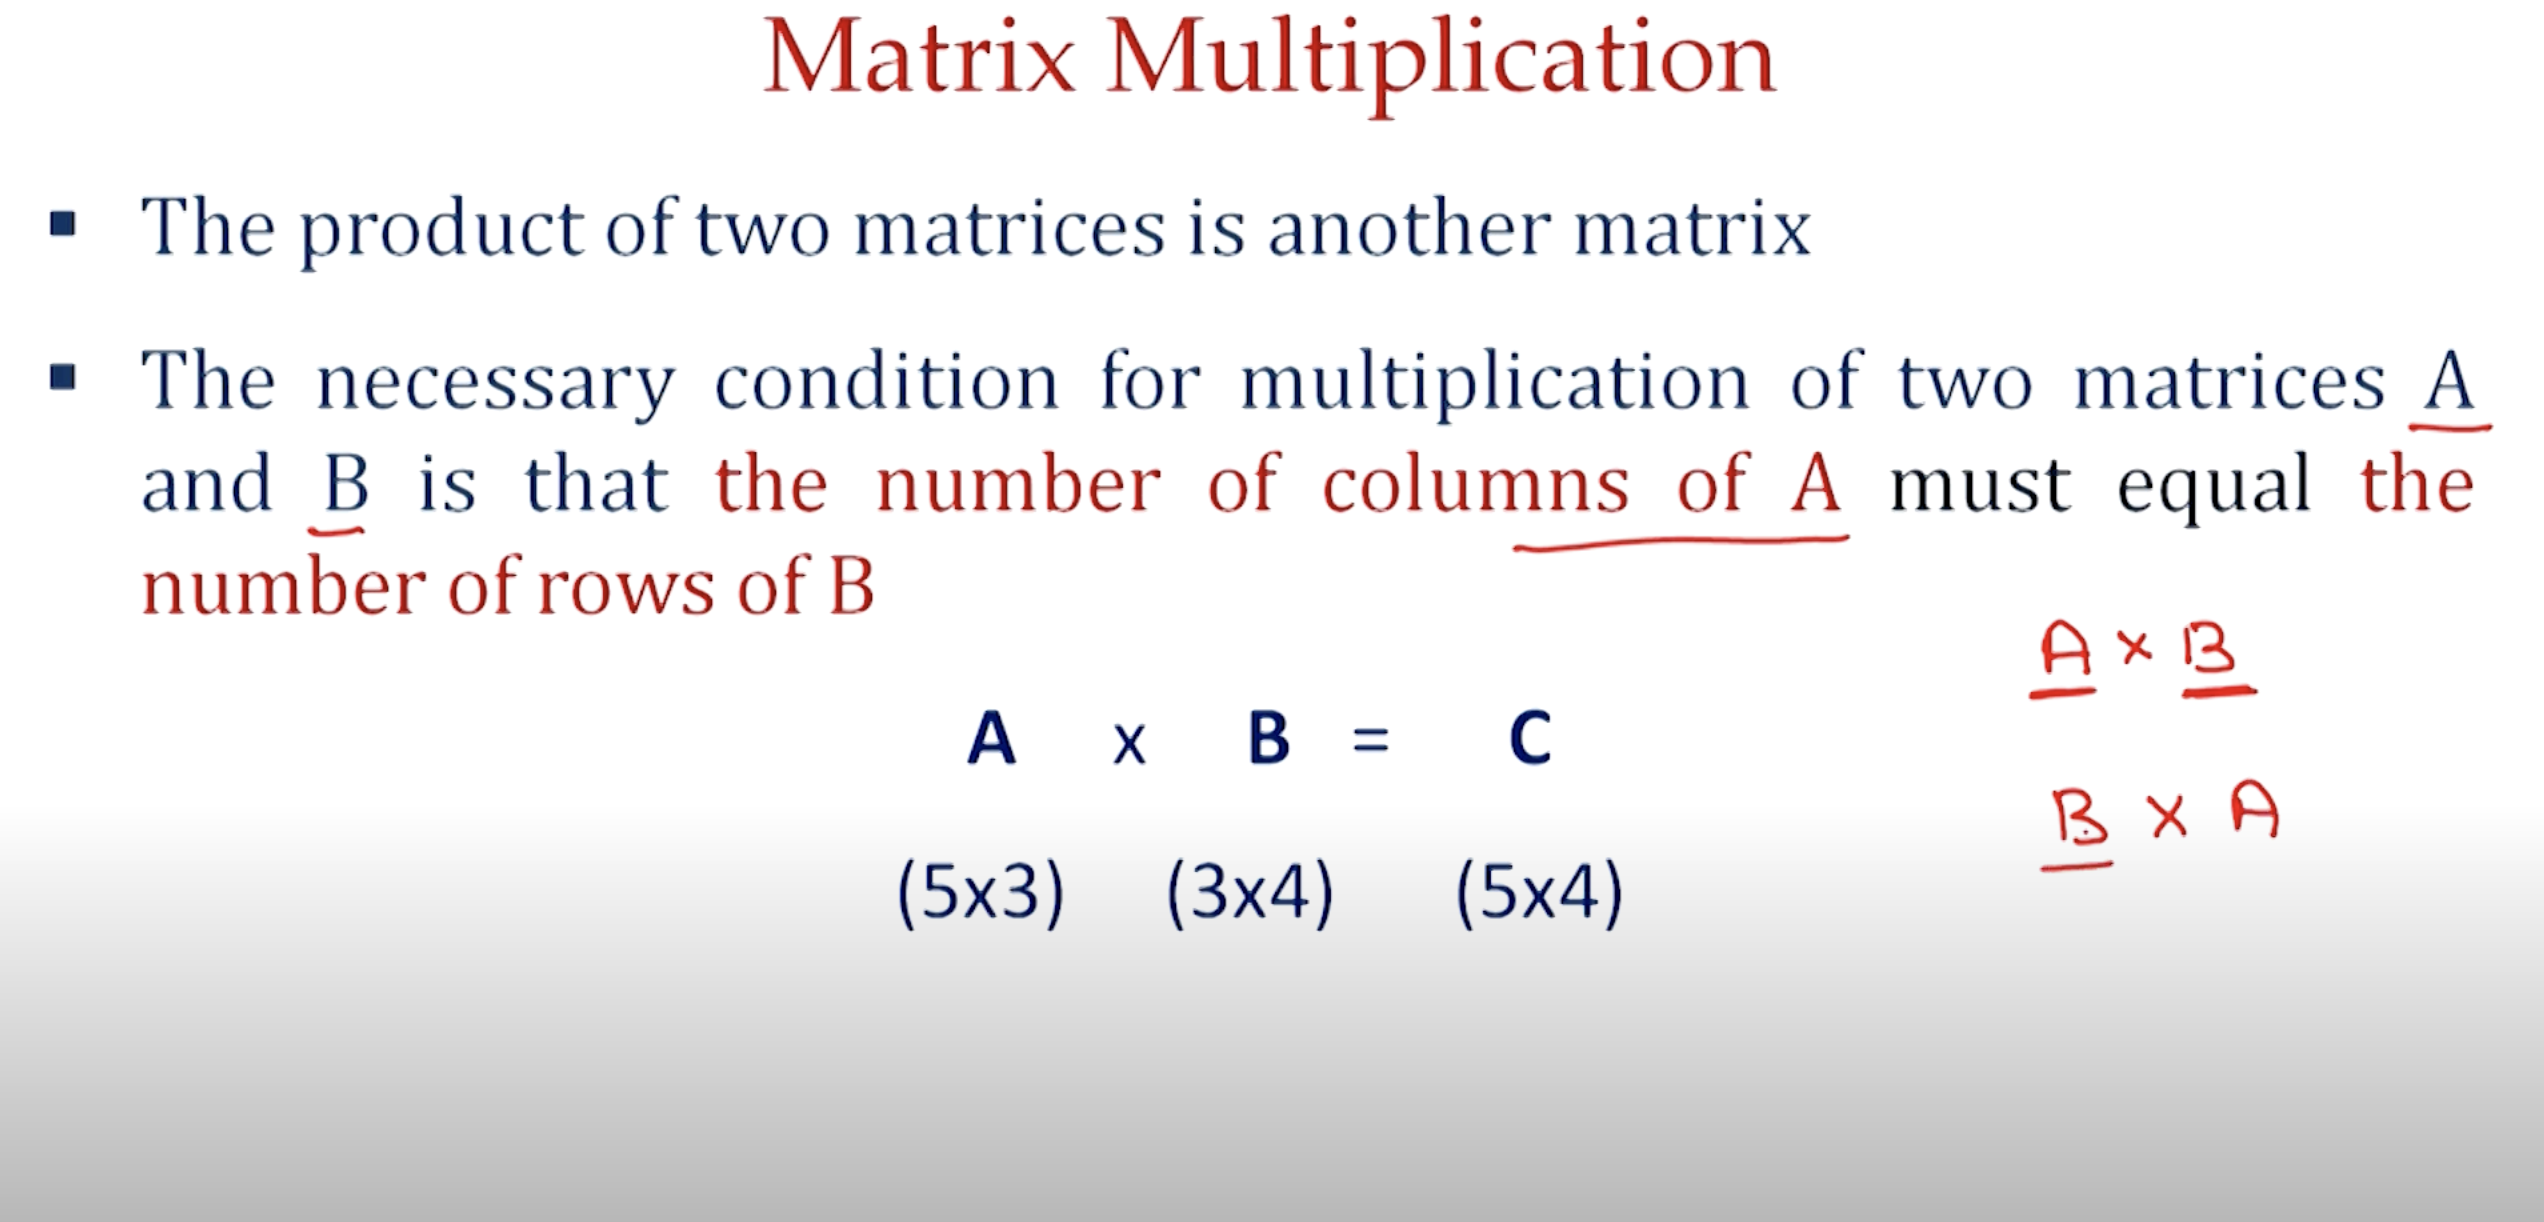 Matrix Multiplication
▪ The product of two matrices is another matrix
▪ The necessary condition for multiplication of two matrices A
and B is that the number of columns of A must equal the
number of rows of B
A × B
A x B = C
B × A
(5x3) (3x4) (5x4)